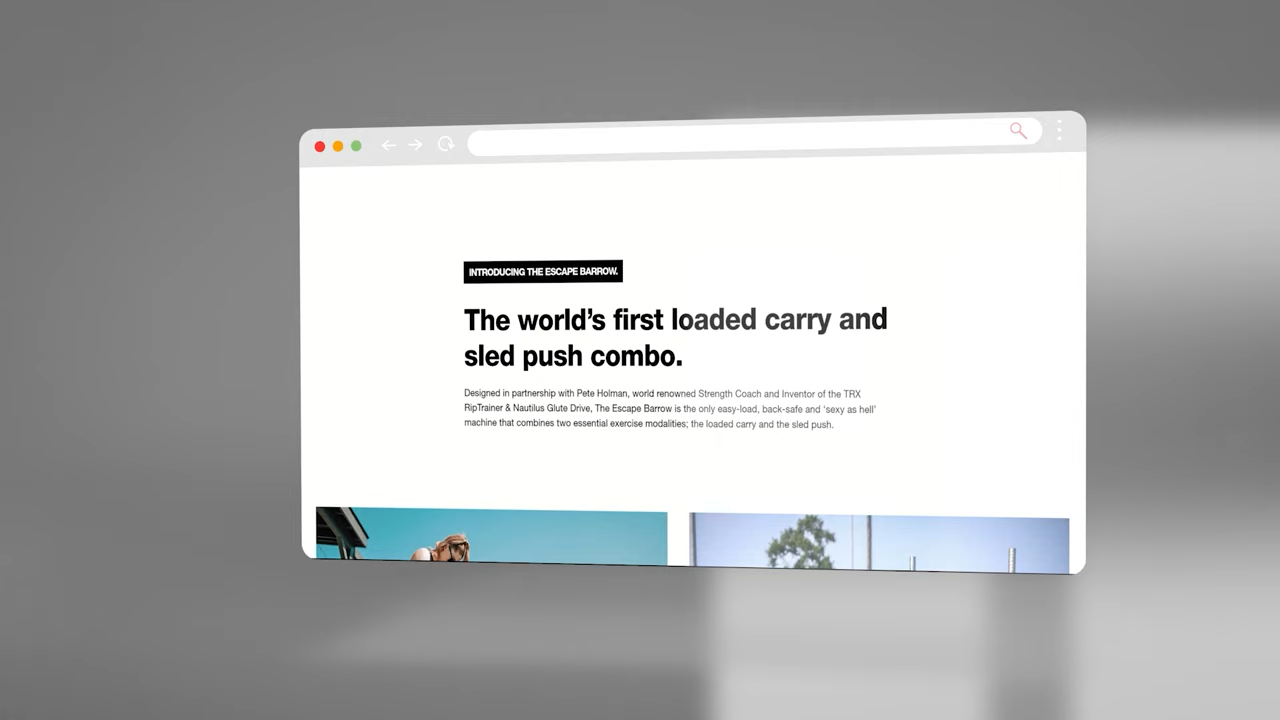 INTRODUCING THE ESCAPE BARROW.
The world’s first loaded carry and
sled push combo.
Designed in partnership with Pete Holman, world renowned Strength Coach and Inventor of the TRX
RipTrainer & Nautilus Glute Drive, The Escape Barrow is the only easy-load, back-safe and ‘sexy as hell’
machine that combines two essential exercise modalities; the loaded carry and the sled push.